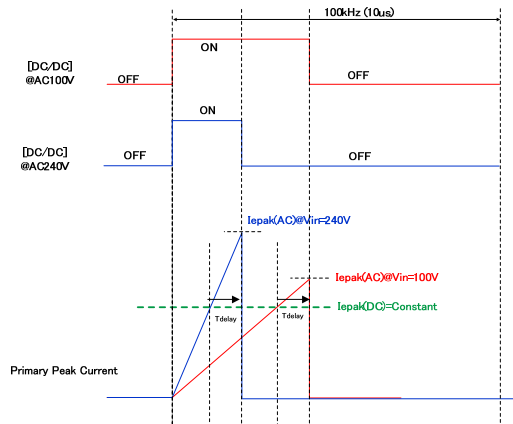 100kHz (10us)
[DC/DC]
@AC100V
OFF
ON
OFF
[DC/DC]
@AC240V
OFF
ON
OFF
Iepak(AC)@Vin=240V
Iepak(AC)@Vin=100V
Iepak(DC)=Constant
Tdelay
Tdelay
Primary Peak Current